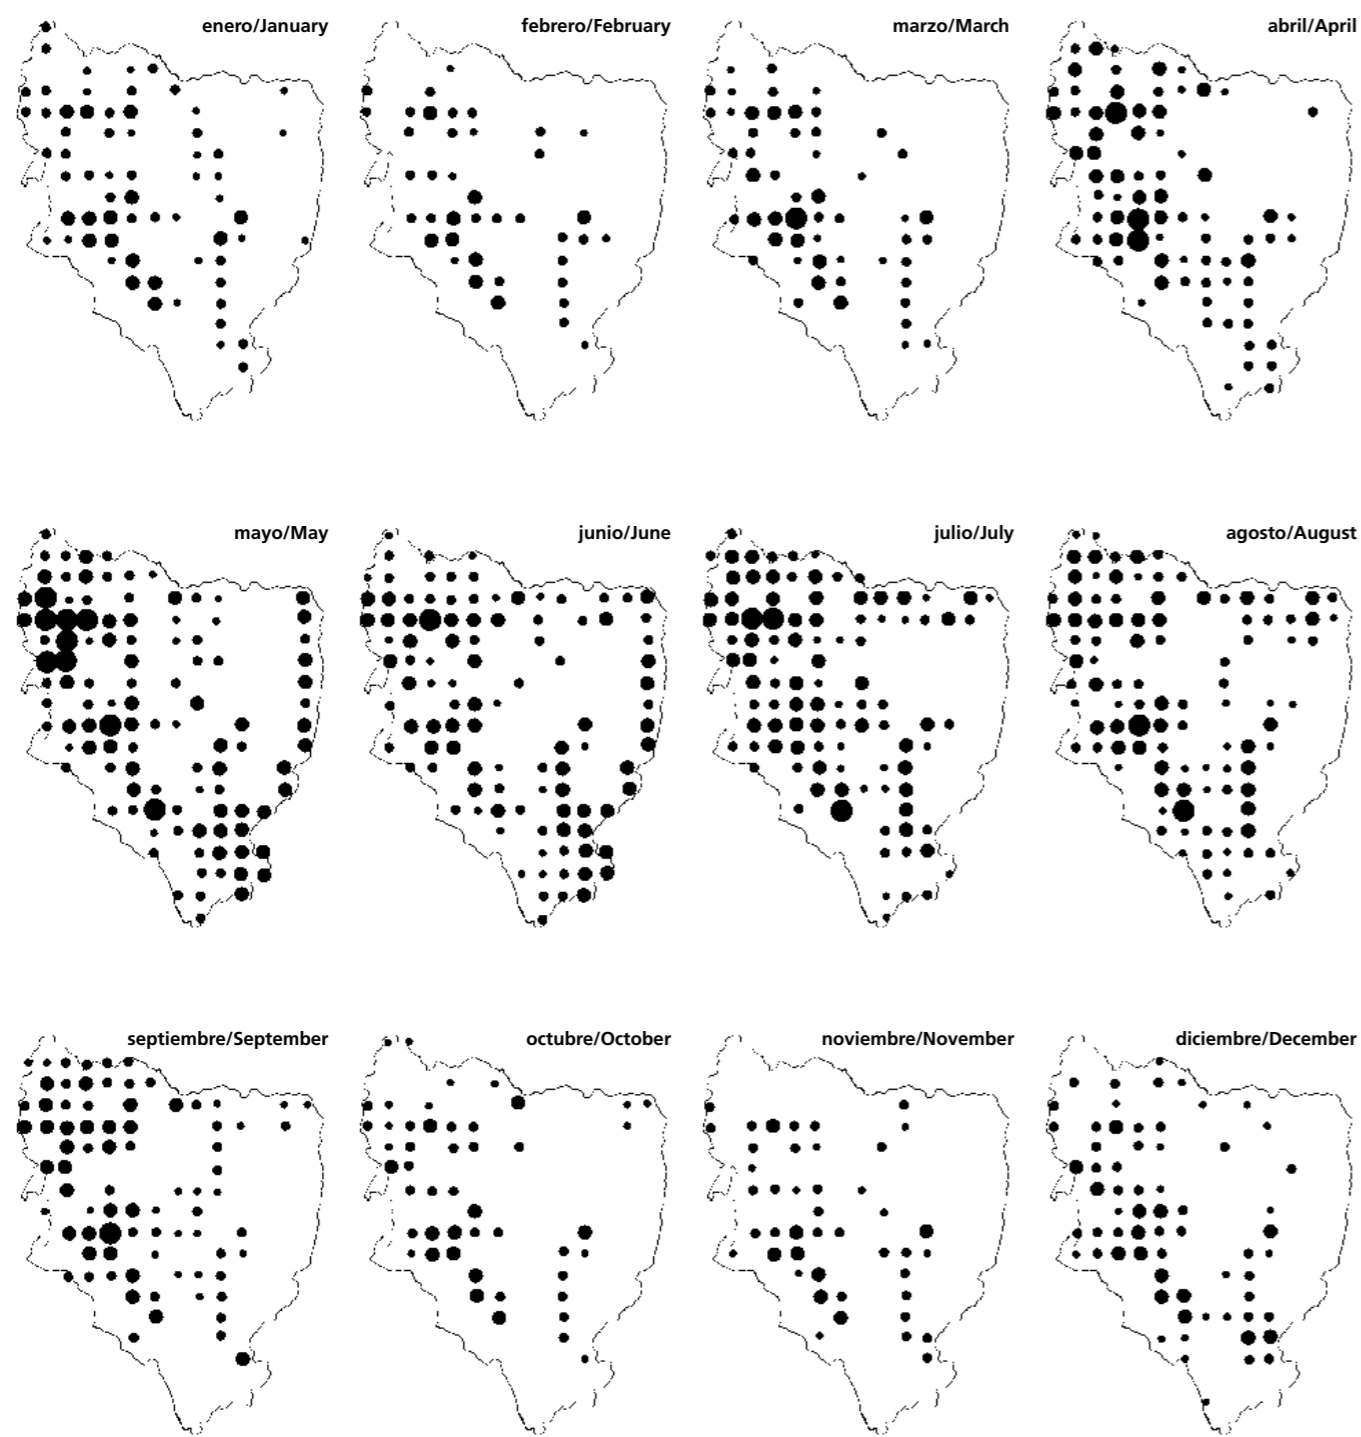 enero/January
febrero/February
marzo/March
abril/April
mayo/May
junio/June
julio/July
agosto/August
septiembre/September
octubre/October
noviembre/November
diciembre/December